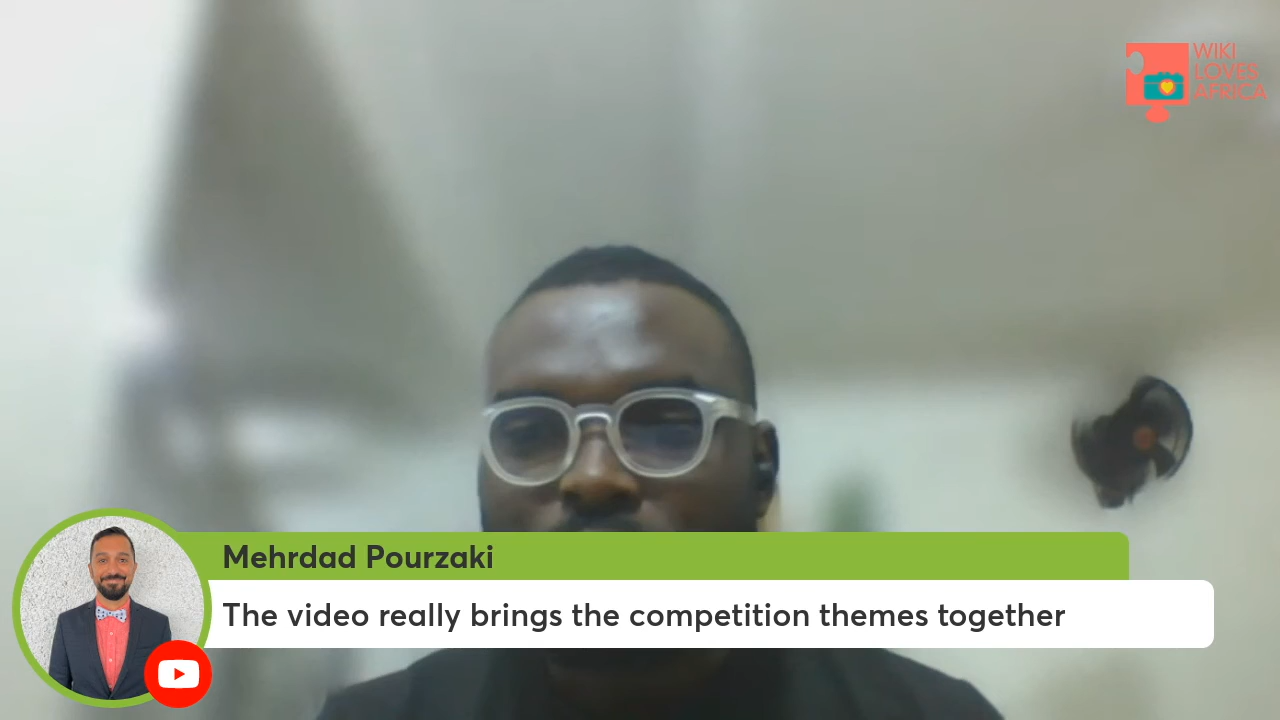 WIKI
LOVES
AFRICA
Mehrdad Pourzaki
The video really brings the competition themes together